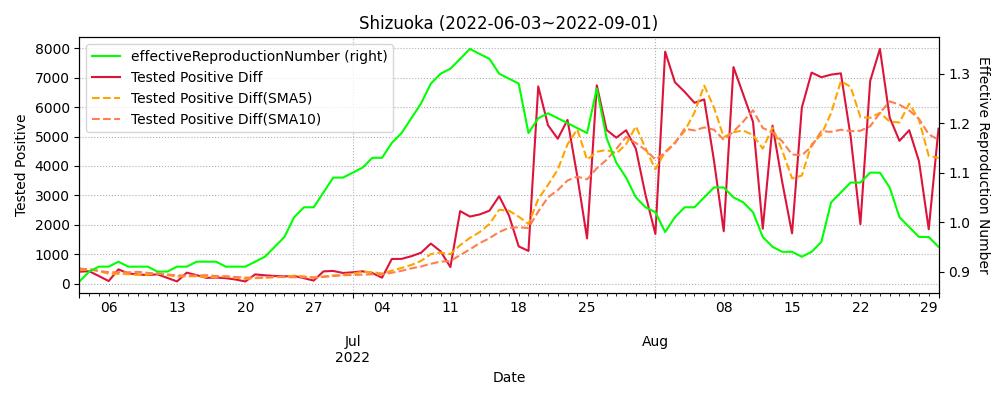 Shizuoka (2022-06-03~2022-09-01)
effectiveReproductionNumber (right)
Tested Positive Diff
Tested Positive Diff(SMA5)
Tested Positive Diff(SMA10)
Tested Positive
8000
7000
6000
5000
4000
3000
2000
1000
0
1.3
1.2
1.1
1.0
0.9
Effective Reproduction Number
06 13 20 27 04 11 18 25 08 15 22 29
Jul Aug
2022
Date